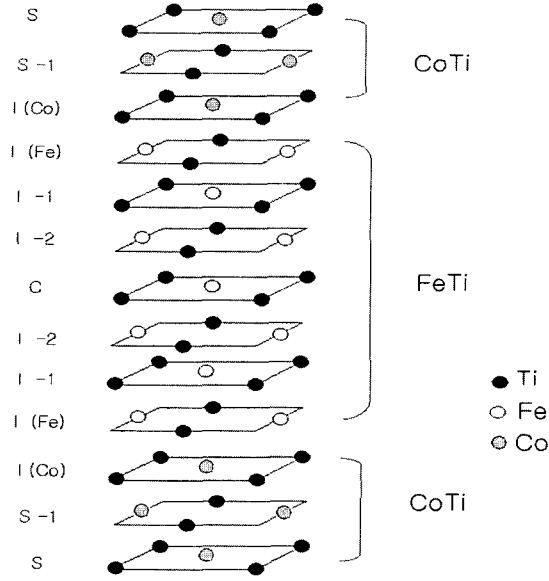 S
S -1
CoTi
I (Co)
I (Fe)
I -1
I -2
C
FeTi
I -2
I -1
Ti
I (Fe)
Fe
Co
I (Co)
S -1
CoTi
S